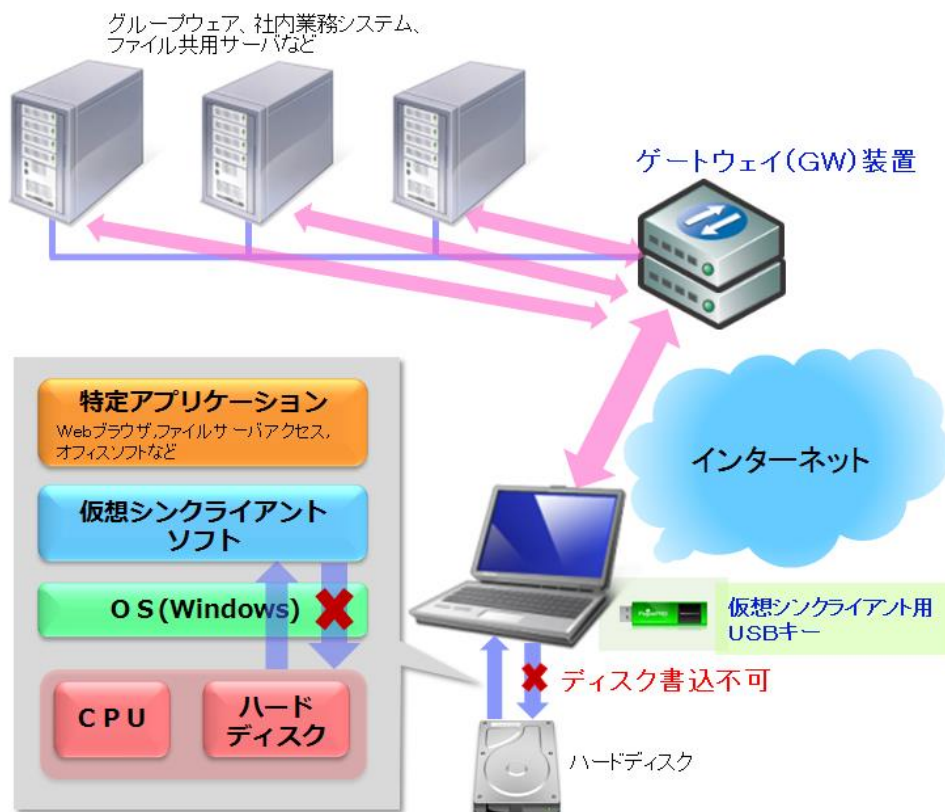 グループウェア、社内業務システム、
ファイル共用サーバなど
ゲートウェイ(GW)装置
特定アプリケーション
Webブラウザ,ファイルサーバアクセス,
オフィスソフトなど
仮想シンクライアント
ソフト
OS(Windows)
CPU
ハード
ディスク
インターネット
仮想シンクライアント用
USBキー
ディスク書込不可
ハードディスク